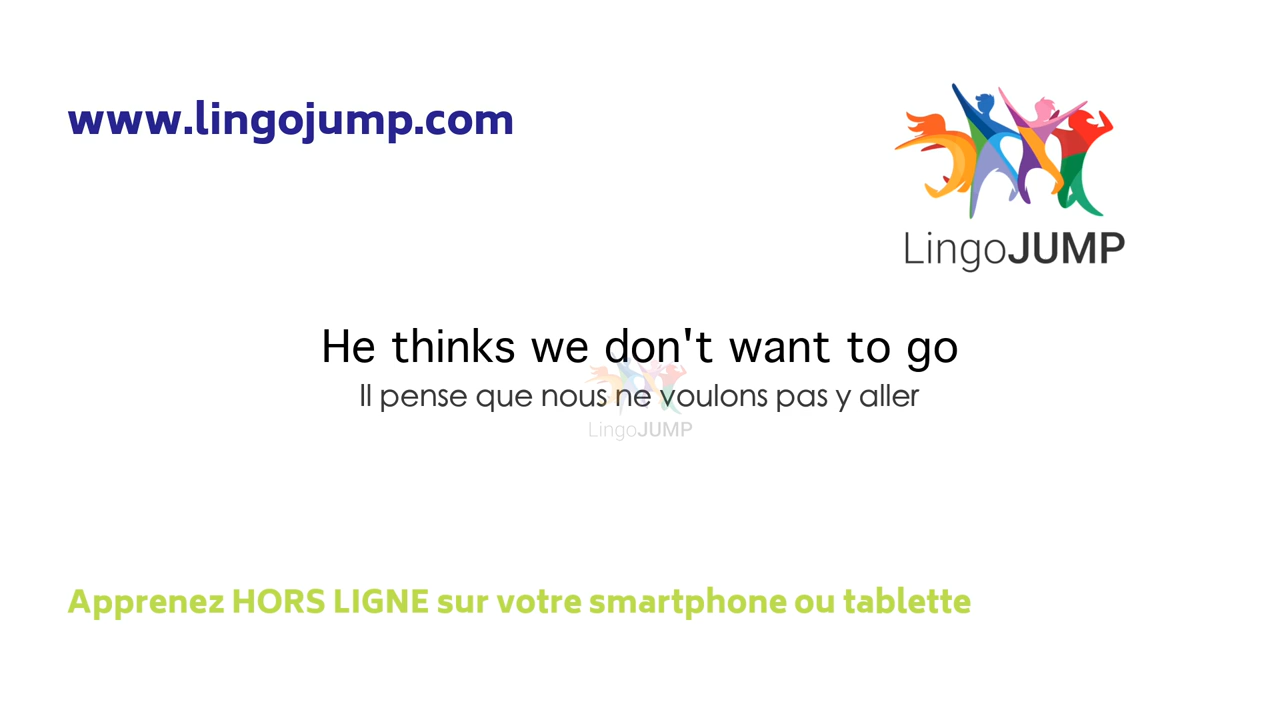 www.lingojump.com
LingoJUMP
He thinks we don't want to go
Il pense que nous ne voulons pas y aller
LingoJUMP
Apprenez HORS LIGNE sur votre smartphone ou tablette